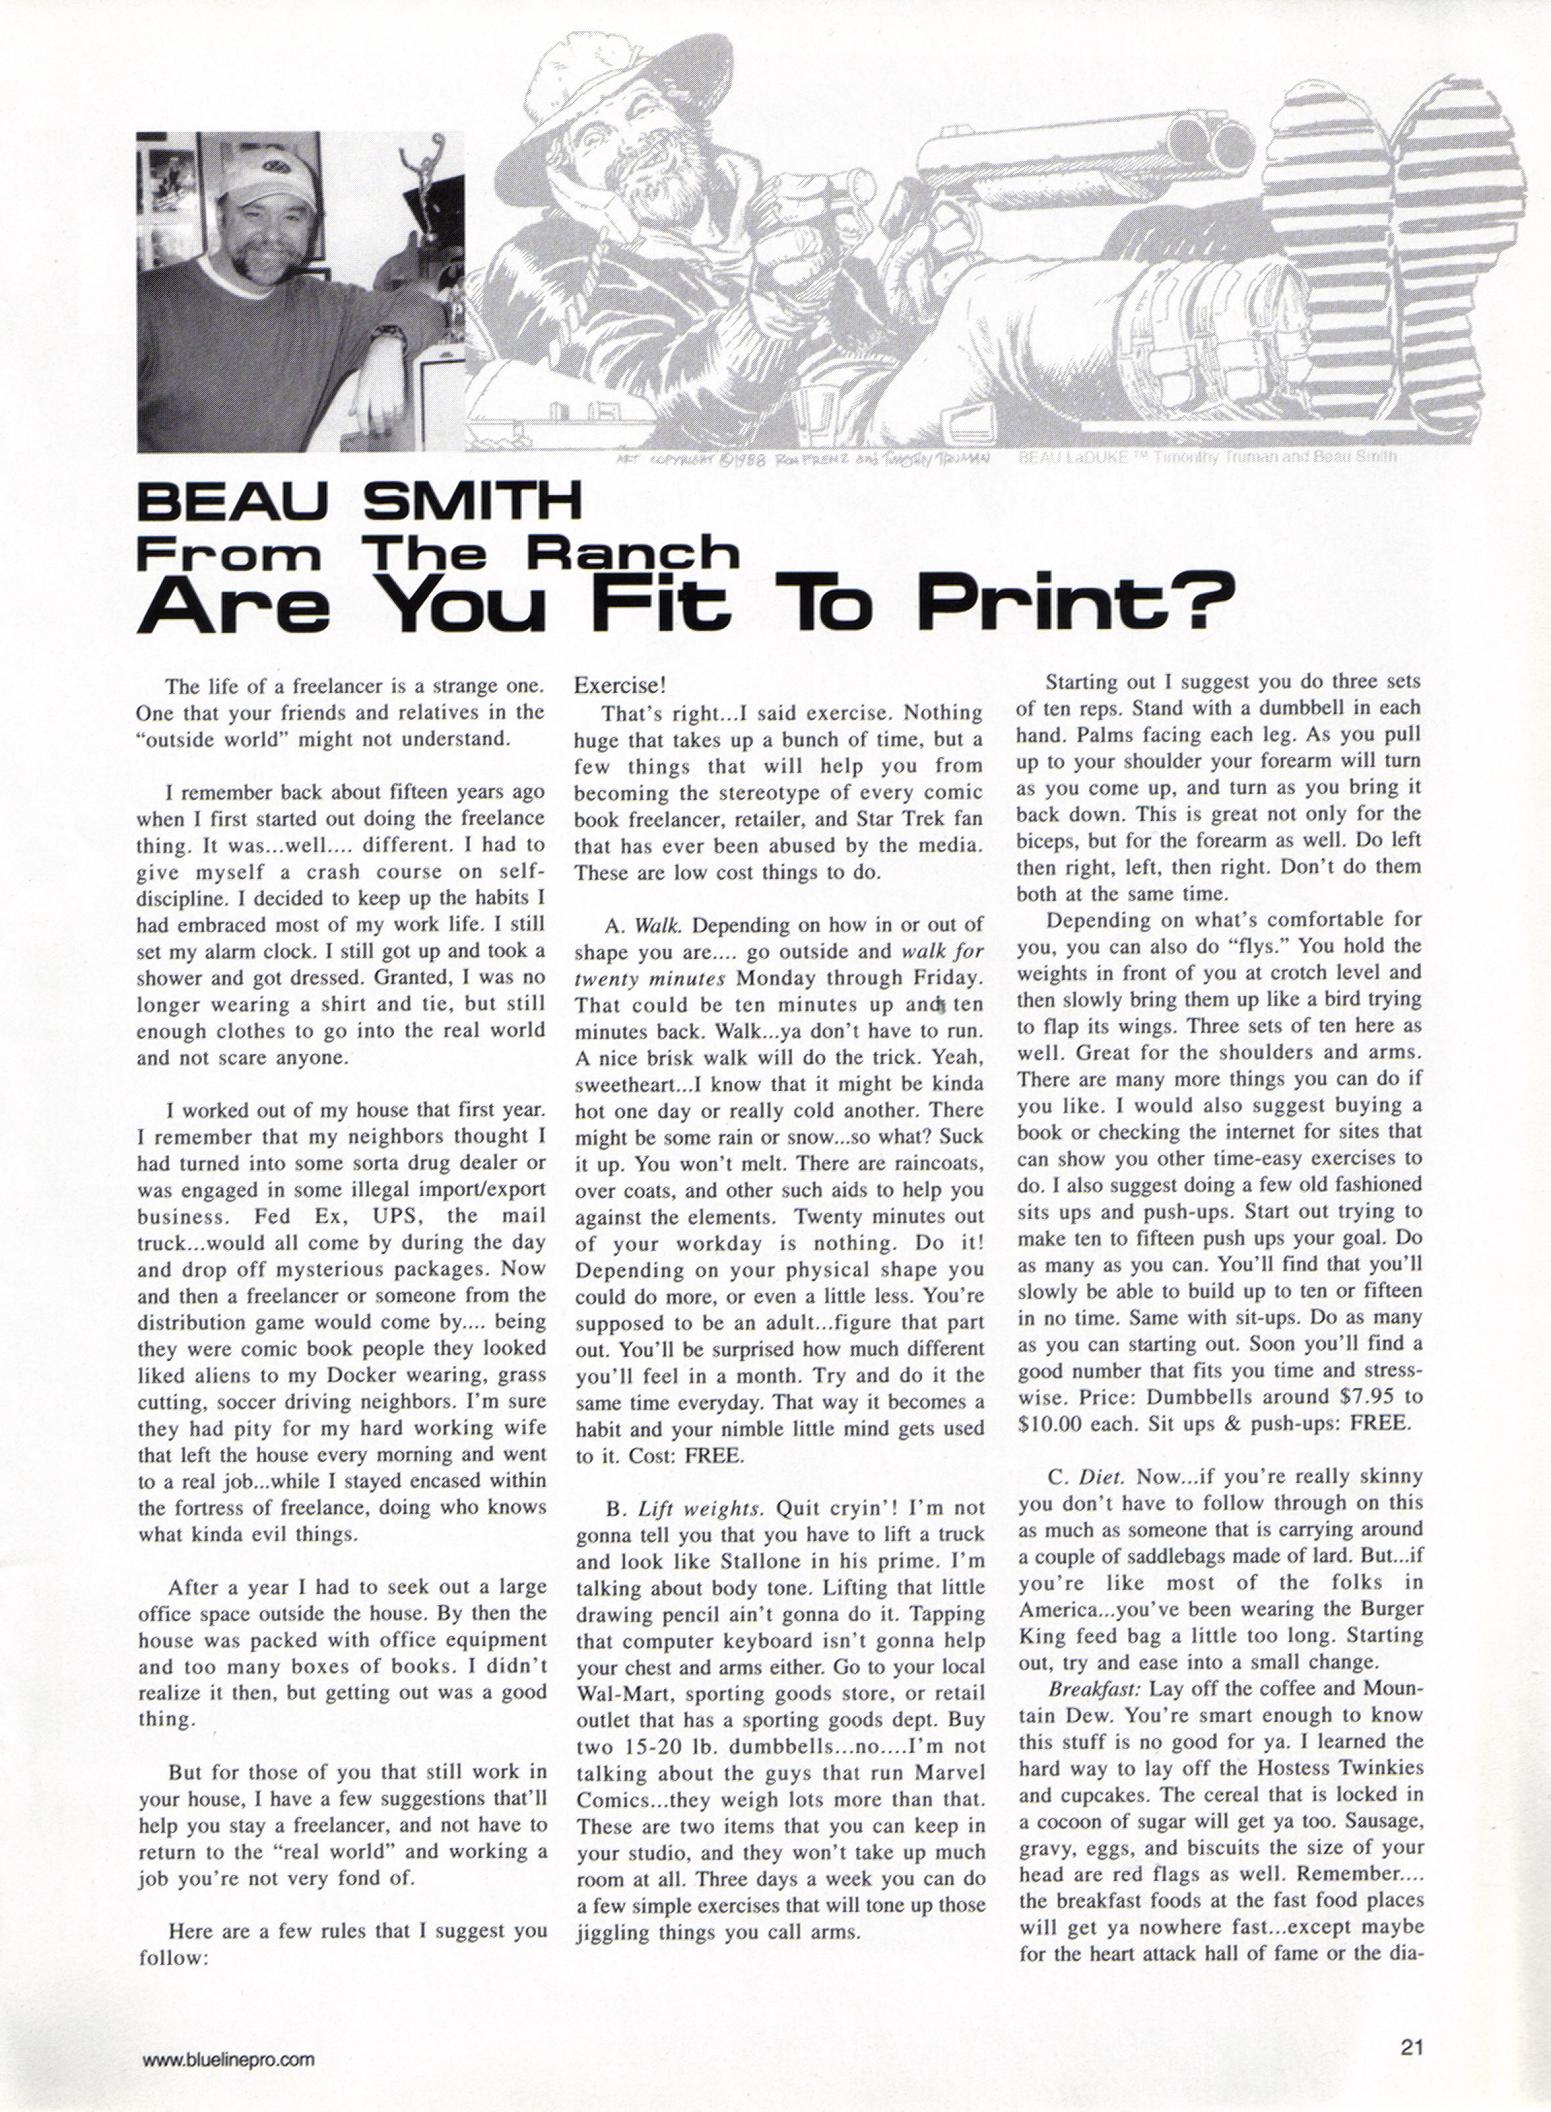 ART COPYRIGHT ©1988 RON FRENZ and TIMOTHY TRUMAN
BEAU LaDUKE ™ Timonthy Truman and Beau Smith
BEAU SMITH
From The Ranch
Are You Fit To Print?
The life of a freelancer is a strange one.
One that your friends and relatives in the
“outside world” might not understand.
I remember back about fifteen years ago
when I first started out doing the freelance
thing. It was...well.... different. I had to
give myself a crash course on self-
discipline. I decided to keep up the habits I
had embraced most of my work life. I still
set my alarm clock. I still got up and took a
shower and got dressed. Granted, I was no
longer wearing a shirt and tie, but still
enough clothes to go into the real world
and not scare anyone.
I worked out of my house that first year.
I remember that my neighbors thought I
had turned into some sorta drug dealer or
was engaged in some illegal import/export
business. Fed Ex, UPS, the mail
truck...would all come by during the day
and drop off mysterious packages. Now
and then a freelancer or someone from the
distribution game would come by.... being
they were comic book people they looked
liked aliens to my Docker wearing, grass
cutting, soccer driving neighbors. I'm sure
they had pity for my hard working wife
that left the house every morning and went
to a real job...while I stayed encased within
the fortress of freelance, doing who knows
what kinda evil things.
After a year I had to seek out a large
office space outside the house. By then the
house was packed with office equipment
and too many boxes of books. I didn't
realize it then, but getting out was a good
thing.
But for those of you that still work in
your house, I have a few suggestions that'll
help you stay a freelancer, and not have to
return to the “real world” and working a
job you're not very fond of.
Here are a few rules that I suggest you
follow:
Exercise!
That's right...I said exercise. Nothing
huge that takes up a bunch of time, but a
few things that will help you from
becoming the stereotype of every comic
book freelancer, retailer, and Star Trek fan
that has ever been abused by the media.
These are low cost things to do.
A. Walk. Depending on how in or out of
shape you are.... go outside and walk for
twenty minutes Monday through Friday.
That could be ten minutes up and ten
minutes back. Walk...ya don't have to run.
A nice brisk walk will do the trick. Yeah,
sweetheart...I know that it might be kinda
hot one day or really cold another. There
might be some rain or snow...so what? Suck
it up. You won't melt. There are raincoats,
over coats, and other such aids to help you
against the elements. Twenty minutes out
of your workday is nothing. Do it!
Depending on your physical shape you
could do more, or even a little less. You're
supposed to be an adult...figure that part
out. You'll be surprised how much different
you'll feel in a month. Try and do it the
same time everyday. That way it becomes a
habit and your nimble little mind gets used
to it. Cost: FREE.
B. Lift weights. Quit cryin'! I'm not
gonna tell you that you have to lift a truck
and look like Stallone in his prime. I'm
talking about body tone. Lifting that little
drawing pencil ain't gonna do it. Tapping
that computer keyboard isn't gonna help
your chest and arms either. Go to your local
Wal-Mart, sporting goods store, or retail
outlet that has a sporting goods dept. Buy
two 15-20 lb. dumbbells...no....I'm not
talking about the guys that run Marvel
Comics...they weigh lots more than that.
These are two items that you can keep in
your studio, and they won't take up much
room at all. Three days a week you can do
a few simple exercises that will tone up those
jiggling things you call arms.
Starting out I suggest you do three sets
of ten reps. Stand with a dumbbell in each
hand. Palms facing each leg. As you pull
up to your shoulder your forearm will turn
as you come up, and turn as you bring it
back down. This is great not only for the
biceps, but for the forearm as well. Do left
then right, left, then right. Don't do them
both at the same time.
Depending on what's comfortable for
you, you can also do “flys.” You hold the
weights in front of you at crotch level and
then slowly bring them up like a bird trying
to flap its wings. Three sets of ten here as
well. Great for the shoulders and arms.
There are many more things you can do if
you like. I would also suggest buying a
book or checking the internet for sites that
can show you other time-easy exercises to
do. I also suggest doing a few old fashioned
sits ups and push-ups. Start out trying to
make ten to fifteen push ups your goal. Do
as many as you can. You'll find that you'll
slowly be able to build up to ten or fifteen
in no time. Same with sit-ups. Do as many
as you can starting out. Soon you'll find a
good number that fits you time and stress-
wise. Price: Dumbbells around $7.95 to
$10.00 each. Sit ups & push-ups: FREE.
C. Diet. Now...if you're really skinny
you don't have to follow through on this
as much as someone that is carrying around
a couple of saddlebags made of lard. But...if
you're like most of the folks in
America...you've been wearing the Burger
King feed bag a little too long. Starting
out, try and ease into a small change.
Breakfast: Lay off the coffee and Moun-
tain Dew. You're smart enough to know
this stuff is no good for ya. I learned the
hard way to lay off the Hostess Twinkies
and cupcakes. The cereal that is locked in
a cocoon of sugar will get ya too. Sausage,
gravy, eggs, and biscuits the size of your
head are red flags as well. Remember....
the breakfast foods at the fast food places
will get ya nowhere fast...except maybe
for the heart attack hall of fame or the dia-
www.bluelinepro.com
21